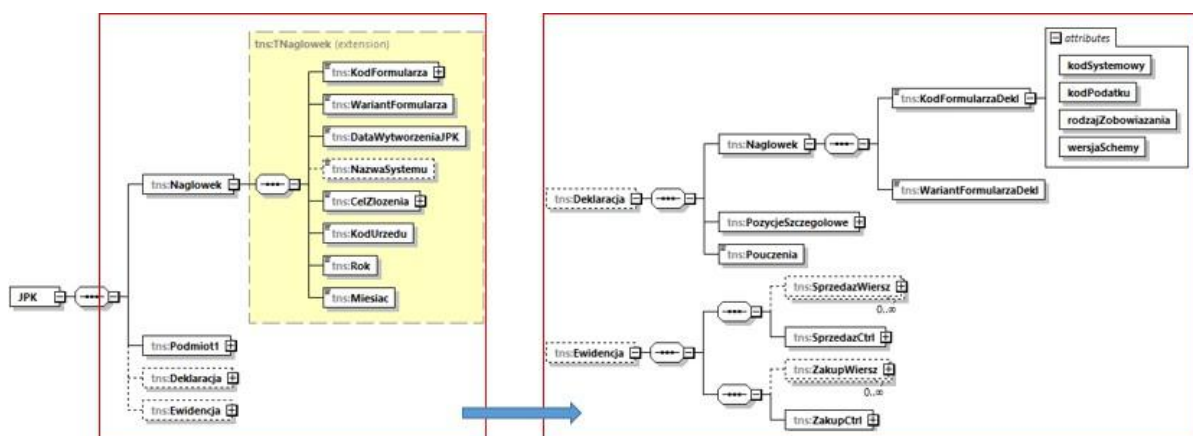 tns:TNaglowek (extension)
tns:KodFormularza
tns:WariantFormularza
tns:DataWytworzeniaJPK
tns:NazwaSystemu
tns:Naglowek
tns:CelZlozenia
tns:KodUrzedu
tns:Rok
JPK
tns:Miesiac
tns:Podmiot1
tns:Deklaracja
tns:Ewidencja
attributes
kodSystemowy
tns:KodFormularzaDekl
kodPodatku
rodzajZobowiazania
tns:Naglowek
wersjaSchemy
tns:WariantFormularzaDekl
tns:Deklaracja
tns:PozycjeSzczegolowe
tns:Pouczenia
tns:SprzedazWiersz
0..∞
tns:SprzedazCtrl
tns:Ewidencja
tns:ZakupWiersz
0..∞
tns:ZakupCtrl